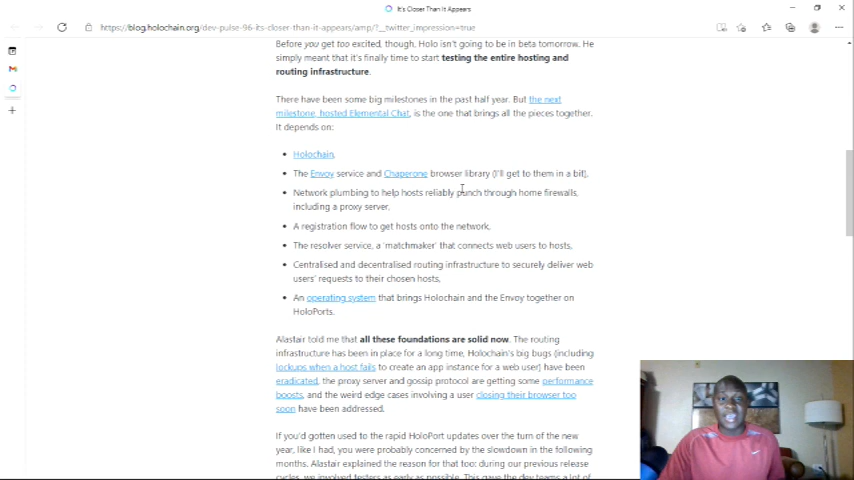 It's Closer Than It Appears
https://blog.holochain.org/dev-pulse-96-its-closer-than-it-appears/amp/?__twitter_impression=true
Before you get too excited, though, Holo isn't going to be in beta tomorrow. He
simply meant that it's finally time to start testing the entire hosting and
routing infrastructure.
There have been some big milestones in the past half year. But the next
milestone, hosted Elemental Chat, is the one that brings all the pieces together.
It depends on:
Holochain,
The Envoy service and Chaperone browser library (I'll get to them in a bit),
Network plumbing to help hosts reliably punch through home firewalls,
including a proxy server,
A registration flow to get hosts onto the network,
The resolver service, a 'matchmaker' that connects web users to hosts,
Centralised and decentralised routing infrastructure to securely deliver web
users' requests to their chosen hosts,
An operating system that brings Holochain and the Envoy together on
HoloPorts.
Alastair told me that all these foundations are solid now. The routing
infrastructure has been in place for a long time, Holochain's big bugs (including
lockups when a host fails to create an app instance for a web user) have been
eradicated, the proxy server and gossip protocol are getting some performance
boosts, and the weird edge cases involving a user closing their browser too
soon have been addressed.
If you'd gotten used to the rapid HoloPort updates over the turn of the new
year, like I had, you were probably concerned by the slowdown in the following
months. Alastair explained the reason for that too: during our previous release
cycles, we involved testers as early as possible. This gave the dev teams a lot of